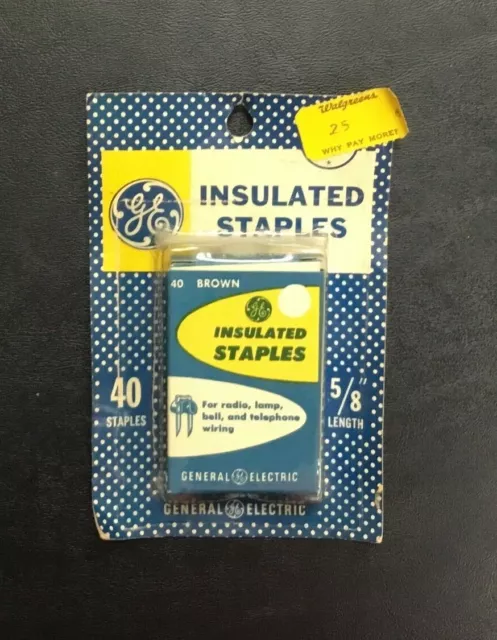 Walgreens
25
WHY PAY MORE?
GE
INSULATED
STAPLES
40 BROWN
GE
INSULATED
STAPLES
40
STAPLES
5/8"
LENGTH
For radio, lamp,
bell, and telephone
wiring
GENERAL GE ELECTRIC
GENERAL GE ELECTRIC